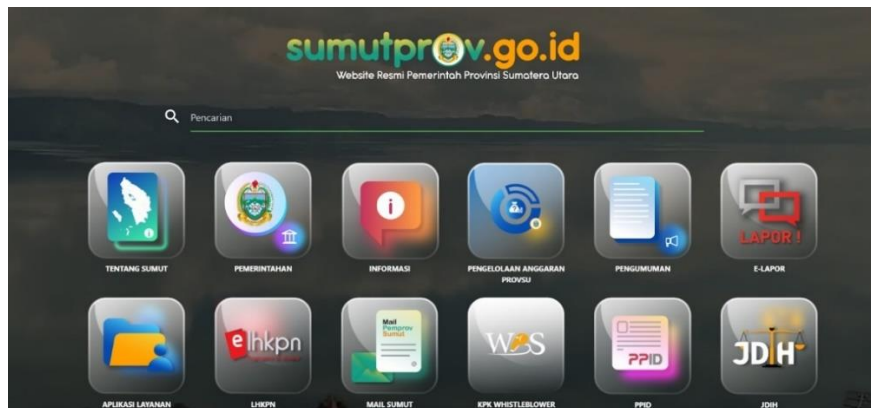 sumutprov.go.id
Website Resmi Pemerintah Provinsi Sumatera Utara
Pencarian
TENTANG SUMUT
PEMERINTAHAN
INFORMASI
PENGELOLAAN ANGGARAN
PROVSU
PENGUMUMAN
LAPOR !
E-LAPOR
elhkpn
Mail
Pemprov
Sumut
WBS
PPID
JDIH
APLIKASI LAYANAN
LHKPN
MAIL SUMUT
KPK WHISTLEBLOWER
PPID
JDIH